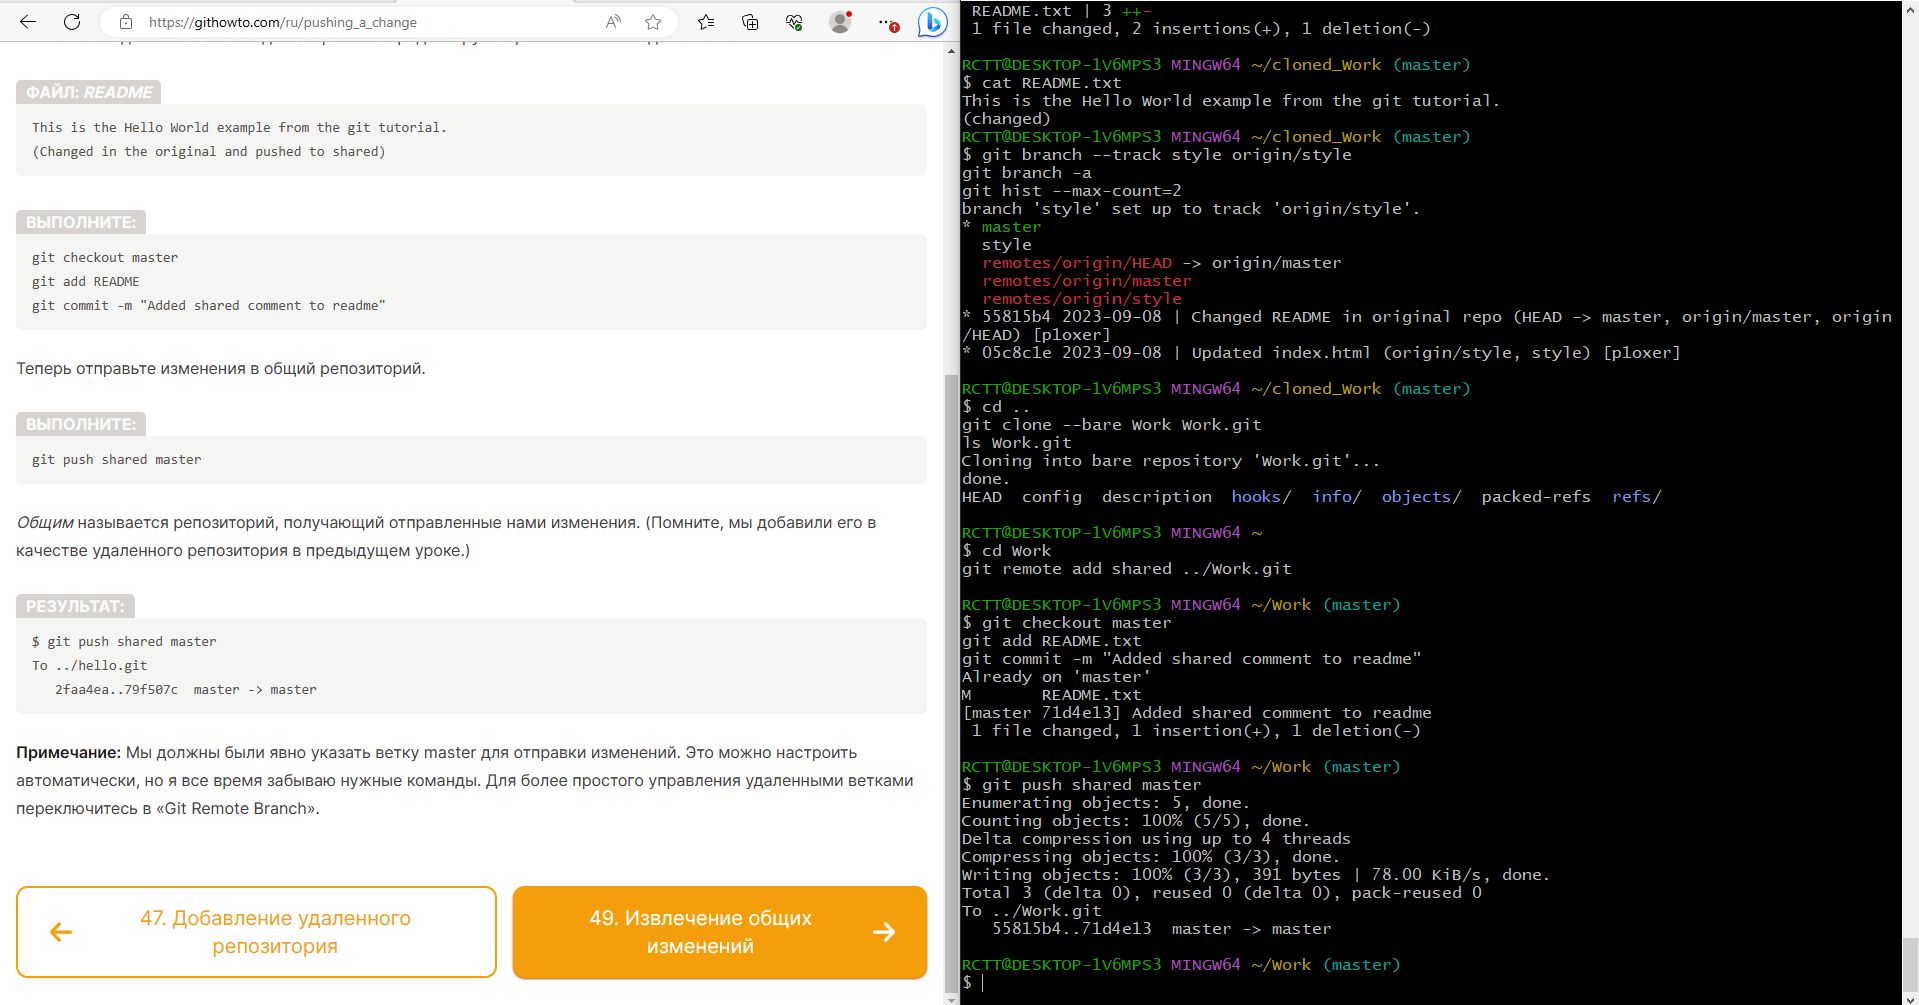 https://githowto.com/ru/pushing_a_change
ФАЙЛ: README
This is the Hello World example from the git tutorial.
(Changed in the original and pushed to shared)
ВЫПОЛНИТЕ:
git checkout master
git add README
git commit -m "Added shared comment to readme"
Теперь отправьте изменения в общий репозиторий.
ВЫПОЛНИТЕ:
git push shared master
Общим называется репозиторий, получающий отправленные нами изменения. (Помните, мы добавили его в
качестве удаленного репозитория в предыдущем уроке.)
РЕЗУЛЬТАТ:
$ git push shared master
To ../hello.git
   2faa4ea..79f507c  master -> master
Примечание: Мы должны были явно указать ветку master для отправки изменений. Это можно настроить
автоматически, но я все время забываю нужные команды. Для более простого управления удаленными ветками
переключитесь в «Git Remote Branch».
47. Добавление удаленного
репозитория
49. Извлечение общих
изменений
 README.txt | 3 ++-
 1 file changed, 2 insertions(+), 1 deletion(-)
RCTT@DESKTOP-1V6MPS3 MINGW64 ~/cloned_Work (master)
$ cat README.txt
This is the Hello World example from the git tutorial.
(changed)
RCTT@DESKTOP-1V6MPS3 MINGW64 ~/cloned_Work (master)
$ git branch --track style origin/style
git branch -a
git hist --max-count=2
branch 'style' set up to track 'origin/style'.
* master
  style
  remotes/origin/HEAD -> origin/master
  remotes/origin/master
  remotes/origin/style
* 55815b4 2023-09-08 | Changed README in original repo (HEAD -> master, origin/master, origin
/HEAD) [p1oxer]
* 05c8c1e 2023-09-08 | Updated index.html (origin/style, style) [p1oxer]
RCTT@DESKTOP-1V6MPS3 MINGW64 ~/cloned_Work (master)
$ cd ..
git clone --bare Work Work.git
ls Work.git
Cloning into bare repository 'Work.git'...
done.
HEAD  config  description  hooks/  info/  objects/  packed-refs  refs/
RCTT@DESKTOP-1V6MPS3 MINGW64 ~
$ cd Work
git remote add shared ../Work.git
RCTT@DESKTOP-1V6MPS3 MINGW64 ~/Work (master)
$ git checkout master
git add README.txt
git commit -m "Added shared comment to readme"
Already on 'master'
M       README.txt
[master 71d4e13] Added shared comment to readme
 1 file changed, 1 insertion(+), 1 deletion(-)
RCTT@DESKTOP-1V6MPS3 MINGW64 ~/Work (master)
$ git push shared master
Enumerating objects: 5, done.
Counting objects: 100% (5/5), done.
Delta compression using up to 4 threads
Compressing objects: 100% (3/3), done.
Writing objects: 100% (3/3), 391 bytes | 78.00 KiB/s, done.
Total 3 (delta 0), reused 0 (delta 0), pack-reused 0
To ../Work.git
   55815b4..71d4e13  master -> master
RCTT@DESKTOP-1V6MPS3 MINGW64 ~/Work (master)
$